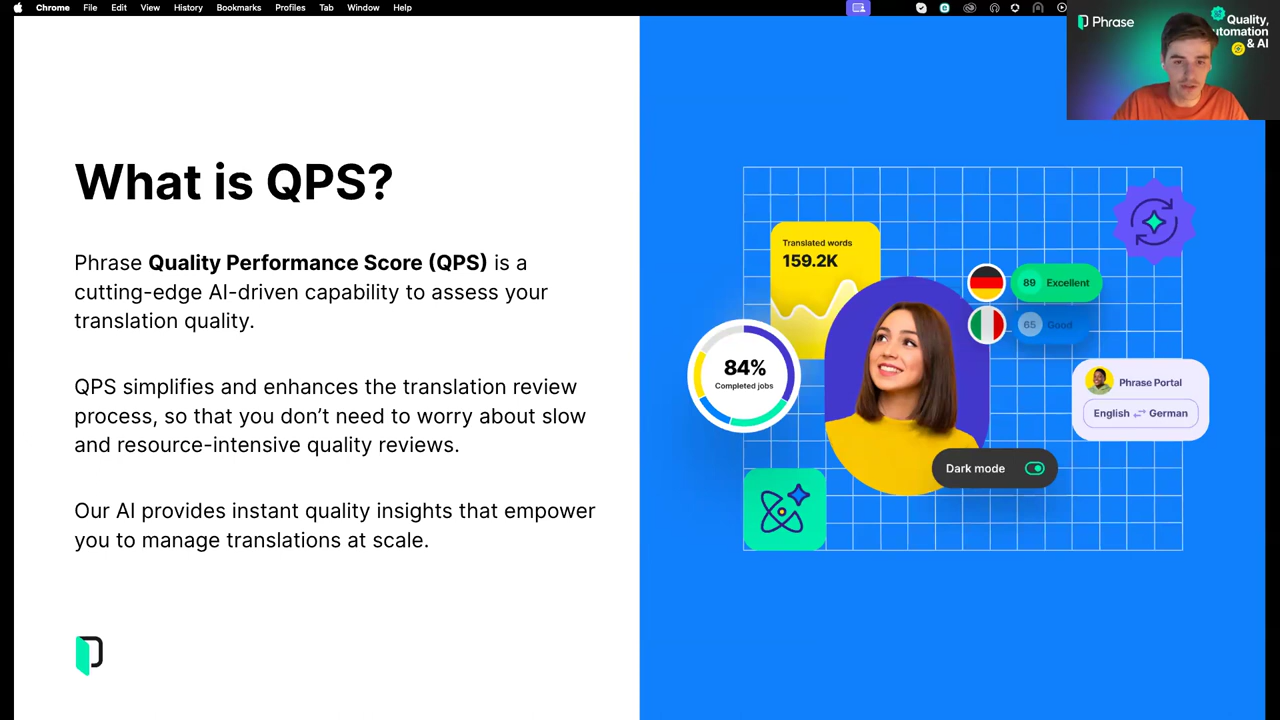 Chrome File Edit View History Bookmarks Profiles Tab Window Help
Phrase
Quality,
utomation
& AI
What is QPS?
Phrase Quality Performance Score (QPS) is a
cutting-edge AI-driven capability to assess your
translation quality.
QPS simplifies and enhances the translation review
process, so that you don’t need to worry about slow
and resource-intensive quality reviews.
Our AI provides instant quality insights that empower
you to manage translations at scale.
Translated words
159.2K
89 Excellent
65 Good
84%
Completed jobs
Phrase Portal
English German
Dark mode